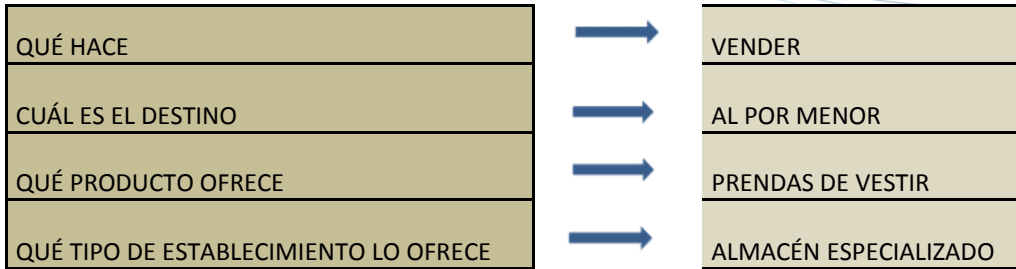 QUÉ HACE
VENDER
CUÁL ES EL DESTINO
AL POR MENOR
QUÉ PRODUCTO OFRECE
PRENDAS DE VESTIR
QUÉ TIPO DE ESTABLECIMIENTO LO OFRECE
ALMACÉN ESPECIALIZADO